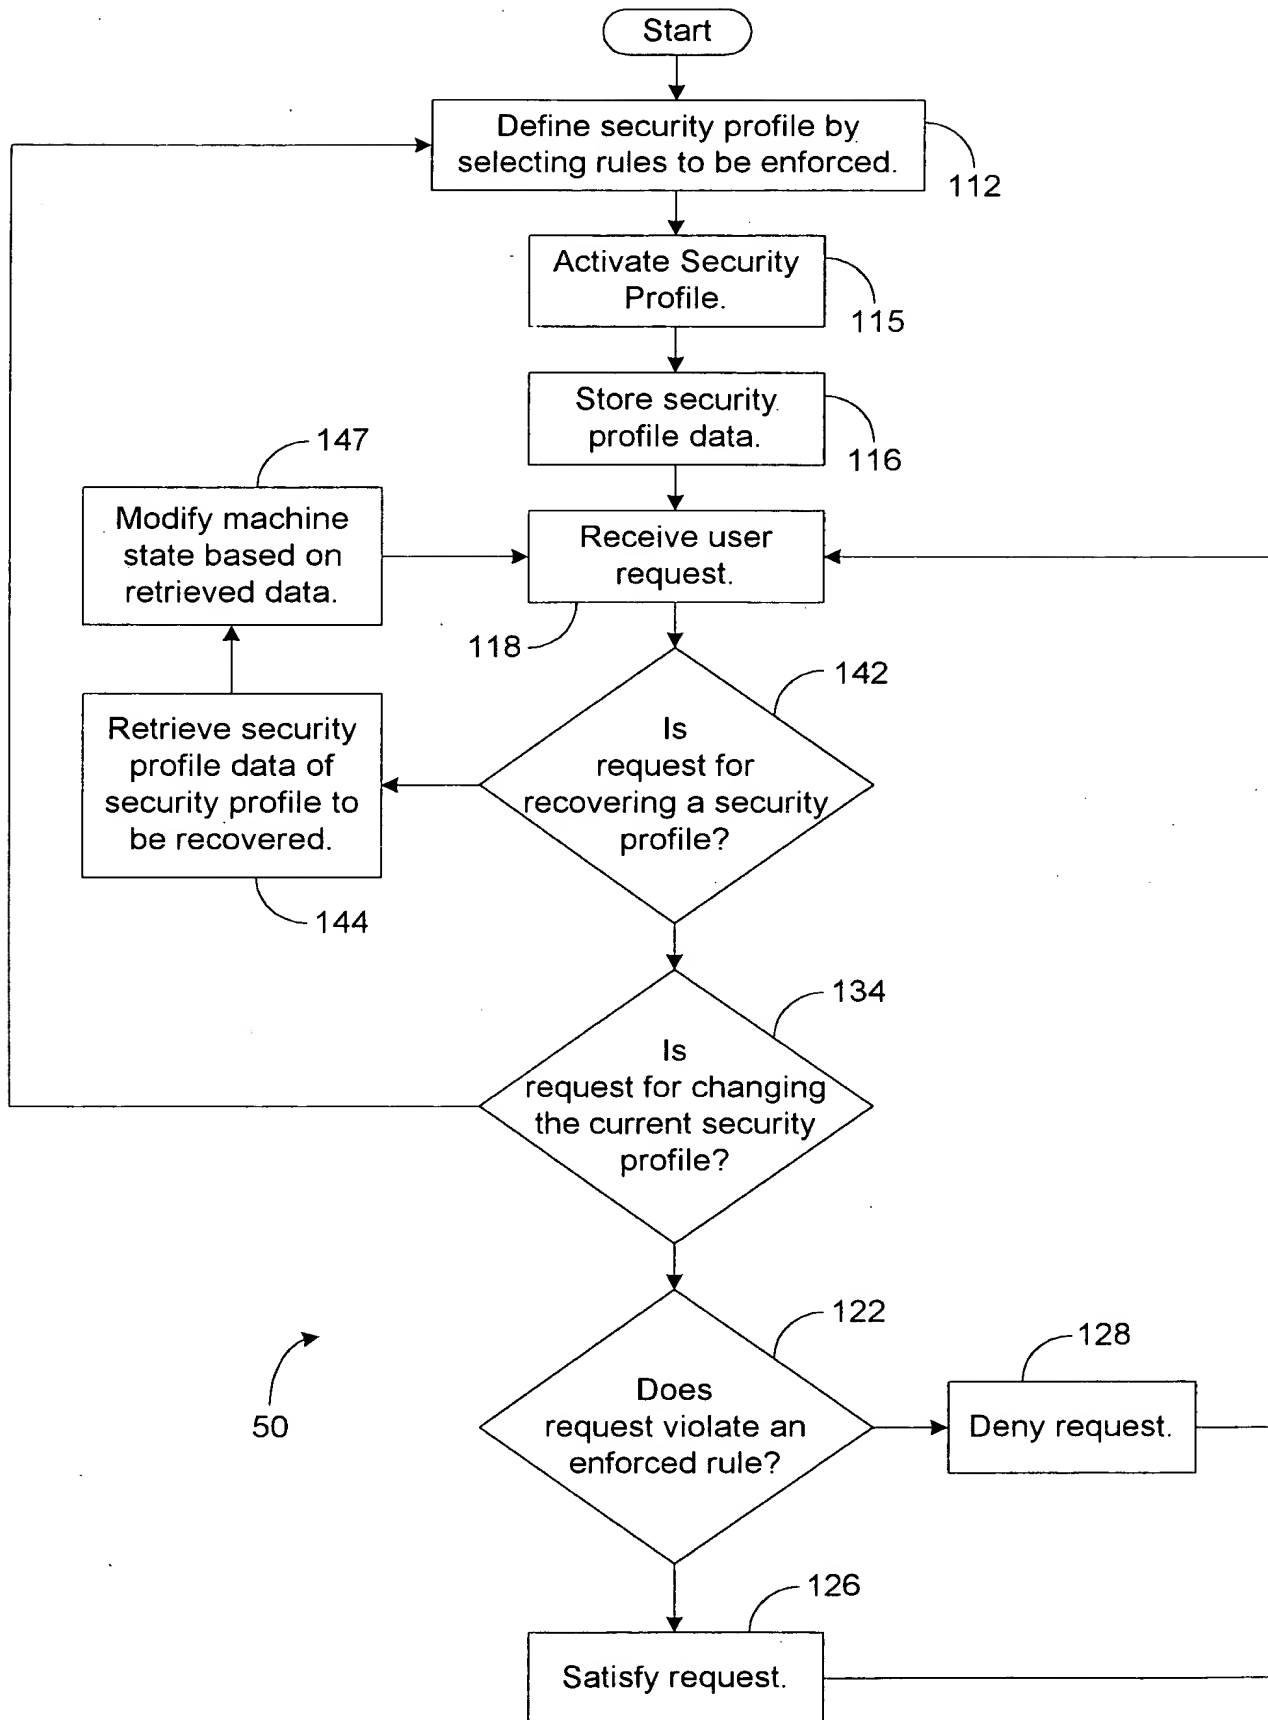 Start
Define security profile by
selecting rules to be enforced.
112
Activate Security
Profile.
115
Store security
profile data.
116
147
Modify machine
state based on
retrieved data.
Receive user
request.
118
142
Is
request for
recovering a security
profile?
Retrieve security
profile data of
security profile to
be recovered.
144
134
Is
request for changing
the current security
profile?
122
Does
request violate an
enforced rule?
128
Deny request.
50
126
Satisfy request.